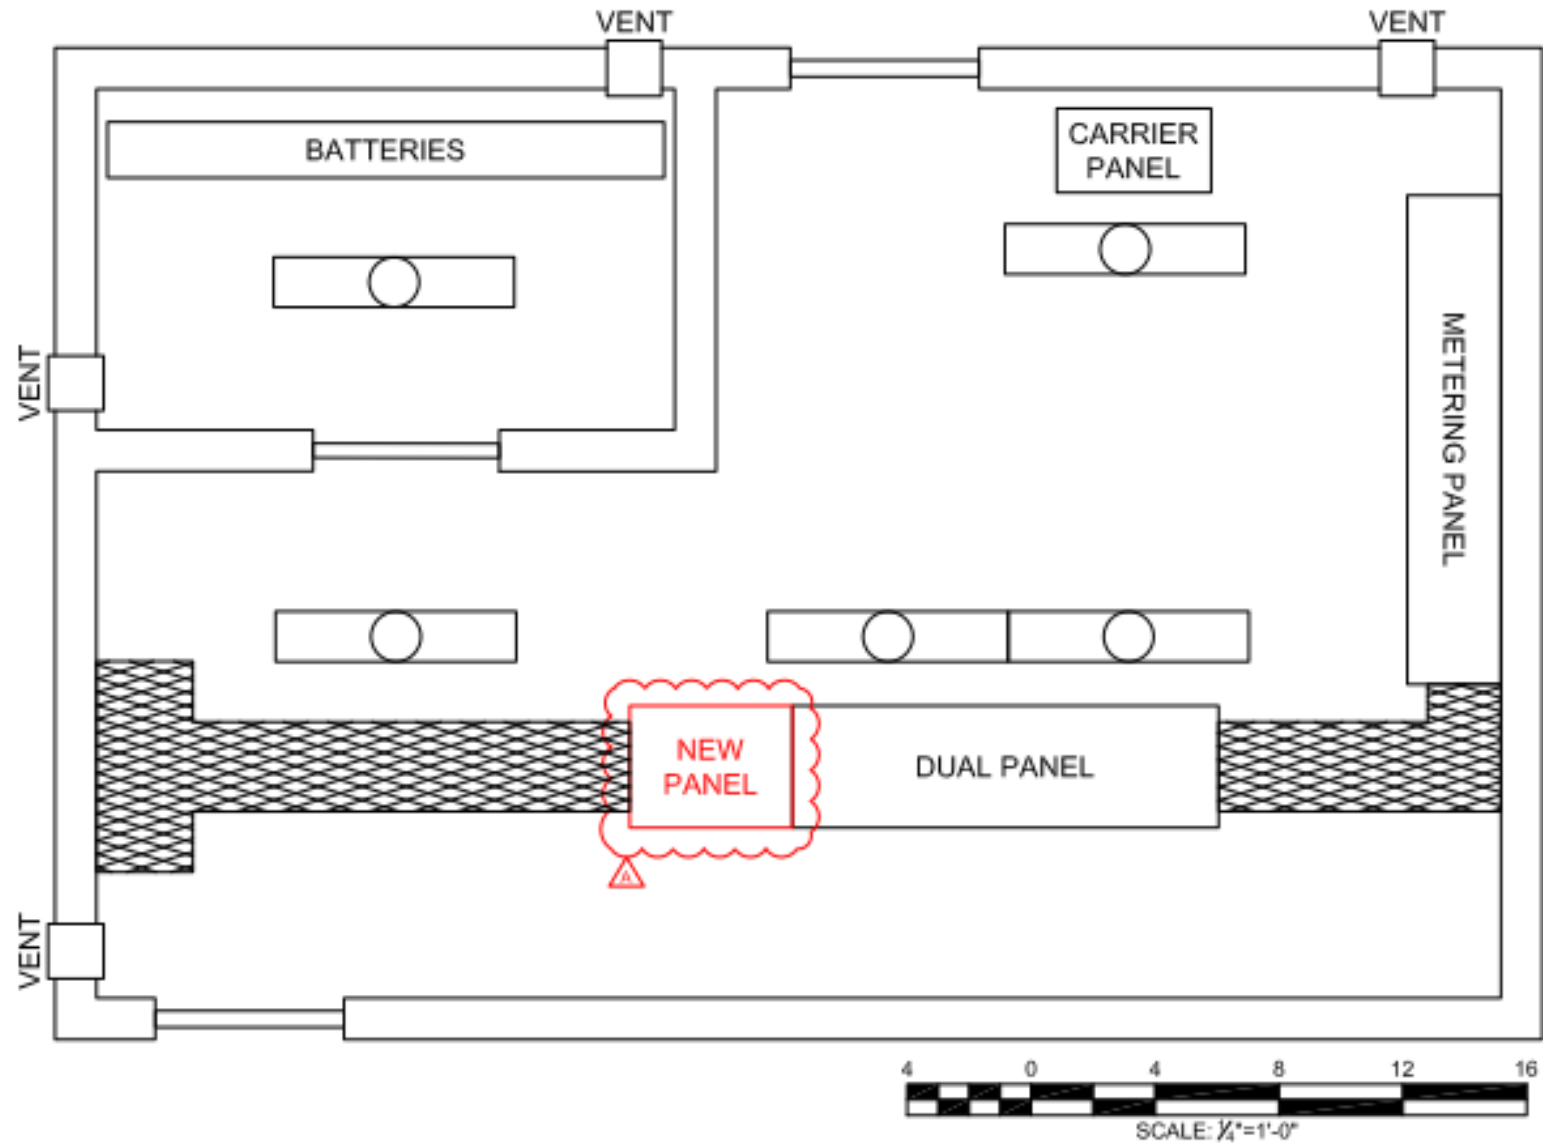 VENT
VENT
BATTERIES
CARRIER
PANEL
VENT
METERING PANEL
NEW
PANEL
DUAL PANEL
A
VENT
4 0 4 8 12 16
SCALE: ¼"=1'-0"